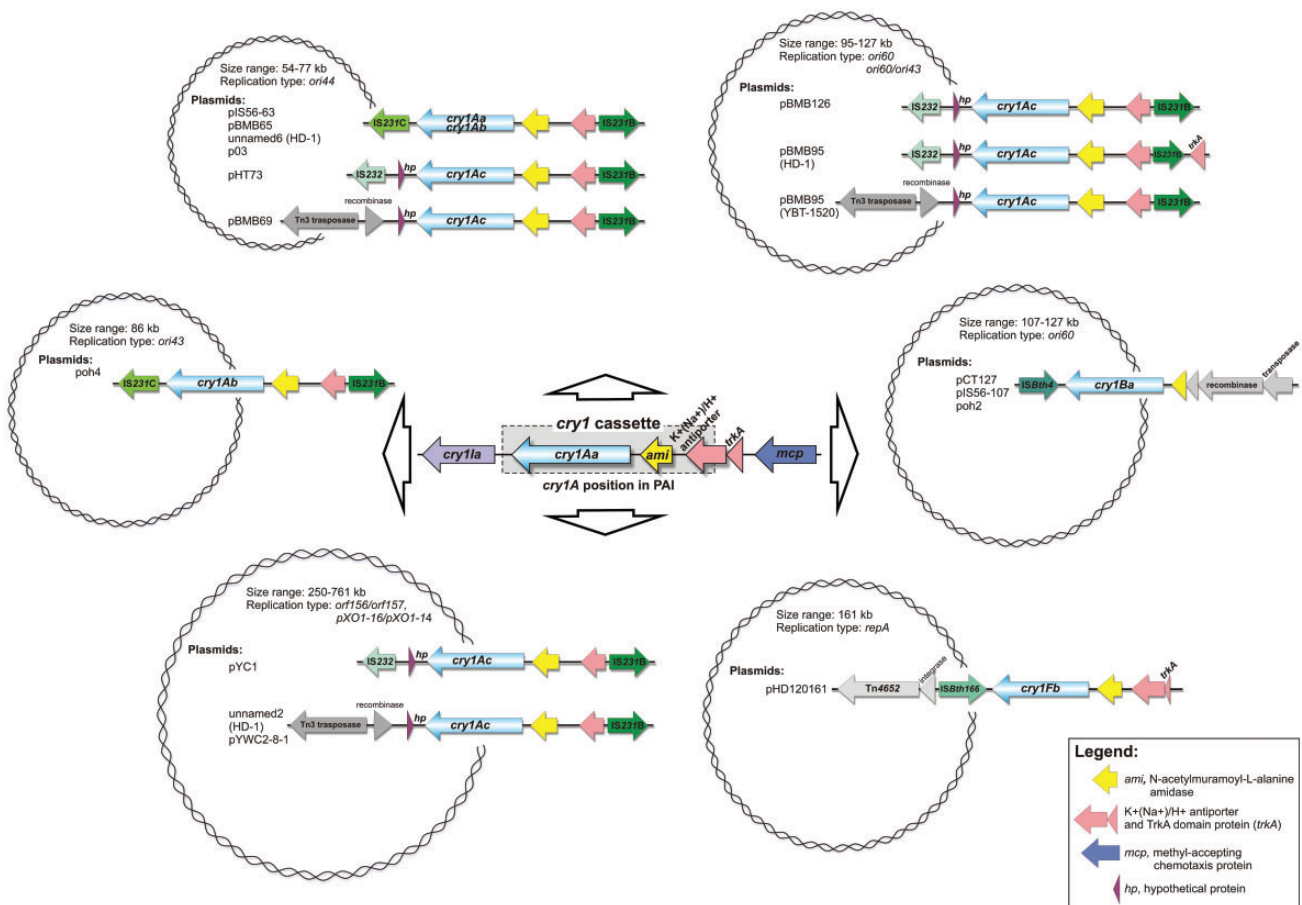 Size range: 54-77 kb
Replication type: ori44
Plasmids:
pIS56-63
pBMB65
unnamed6 (HD-1)
p03
IS231C
cry1Aa
cry1Ab
IS231B
pHT73
IS232
hp
cry1Ac
IS231B
recombinase
pBMB69
Tn3 trasposase
hp
cry1Ac
IS231B
Size range: 95-127 kb
Replication type: ori60
ori60/ori43
Plasmids:
pBMB126
IS232
hp
cry1Ac
IS231B
pBMB95
(HD-1)
IS232
hp
cry1Ac
IS231B
trkA
recombinase
pBMB95
(YBT-1520)
Tn3 trasposase
hp
cry1Ac
IS231B
Size range: 86 kb
Replication type: ori43
Plasmids:
poh4
IS231C
cry1Ab
IS231B
cry1 cassette
K+(Na+)/H+
antiporter
trkA
cry1Ia
cry1Aa
ami
mcp
cry1A position in PAI
Size range: 107-127 kb
Replication type: ori60
Plasmids:
pCT127
pIS56-107
poh2
ISBth4
cry1Ba
recombinase
transposase
Size range: 250-761 kb
Replication type: orf156/orf157,
pXO1-16/pXO1-14
Plasmids:
pYC1
IS232
hp
cry1Ac
IS231B
recombinase
unnamed2
(HD-1)
pYWC2-8-1
Tn3 trasposase
hp
cry1Ac
IS231B
Size range: 161 kb
Replication type: repA
Plasmids:
pHD120161
Tn4652
integrase
ISBth166
cry1Fb
trkA
Legend:
ami, N-acetylmuramoyl-L-alanine
amidase
K+(Na+)/H+ antiporter
and TrkA domain protein (trkA)
mcp, methyl-accepting
chemotaxis protein
hp, hypothetical protein